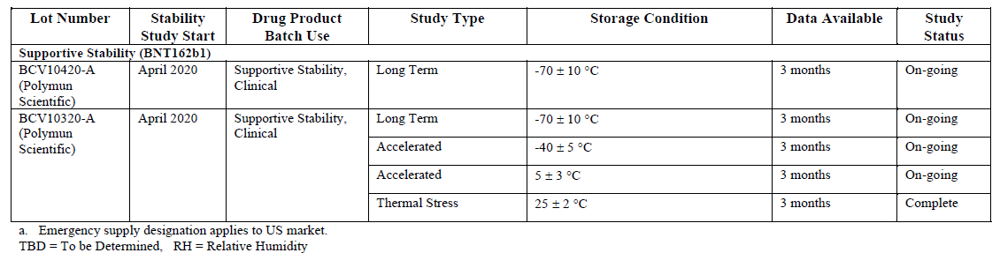 Lot Number Stability Study Start Drug Product Batch Use Study Type Storage Condition Data Available Study Status
Supportive Stability (BNT162b1)
BCV10420-A (Polymun Scientific) April 2020 Supportive Stability, Clinical Long Term -70 ± 10 °C 3 months On-going
BCV10320-A (Polymun Scientific) April 2020 Supportive Stability, Clinical Long Term -70 ± 10 °C 3 months On-going
Accelerated -40 ± 5 °C 3 months On-going
Accelerated 5 ± 3 °C 3 months On-going
Thermal Stress 25 ± 2 °C 3 months Complete
a. Emergency supply designation applies to US market.
TBD = To be Determined, RH = Relative Humidity